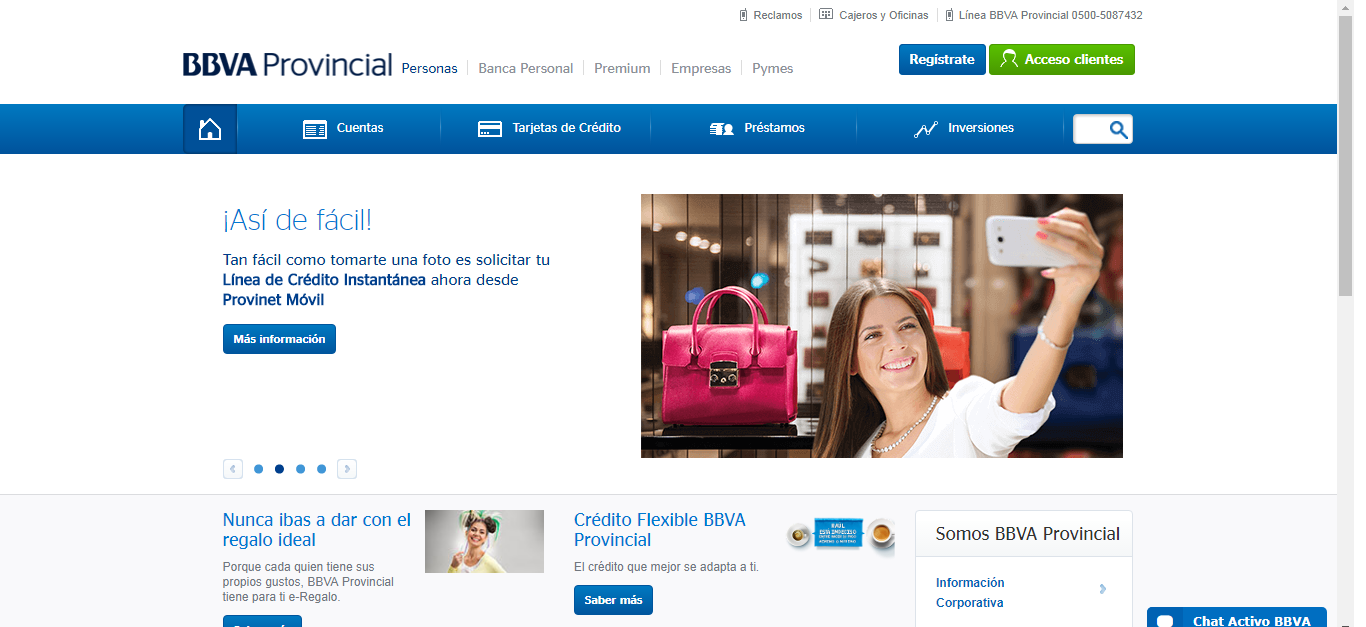 Reclamos
Cajeros y Oficinas
Línea BBVA Provincial 0500-5087432
BBVA Provincial
Personas
Banca Personal
Premium
Empresas
Pymes
Regístrate
Acceso clientes
Cuentas
Tarjetas de Crédito
Préstamos
Inversiones
¡Así de fácil!
Tan fácil como tomarte una foto es solicitar tu
Línea de Crédito Instantánea ahora desde
Provinet Móvil
Más información
Nunca ibas a dar con el
regalo ideal
Porque cada quien tiene sus
propios gustos, BBVA Provincial
tiene para ti e-Regalo.
Crédito Flexible BBVA
Provincial
El crédito que mejor se adapta a ti.
Saber más
RAÚL
ESTÁ INDECISO
Somos BBVA Provincial
Información
Corporativa
Chat Activo BBVA